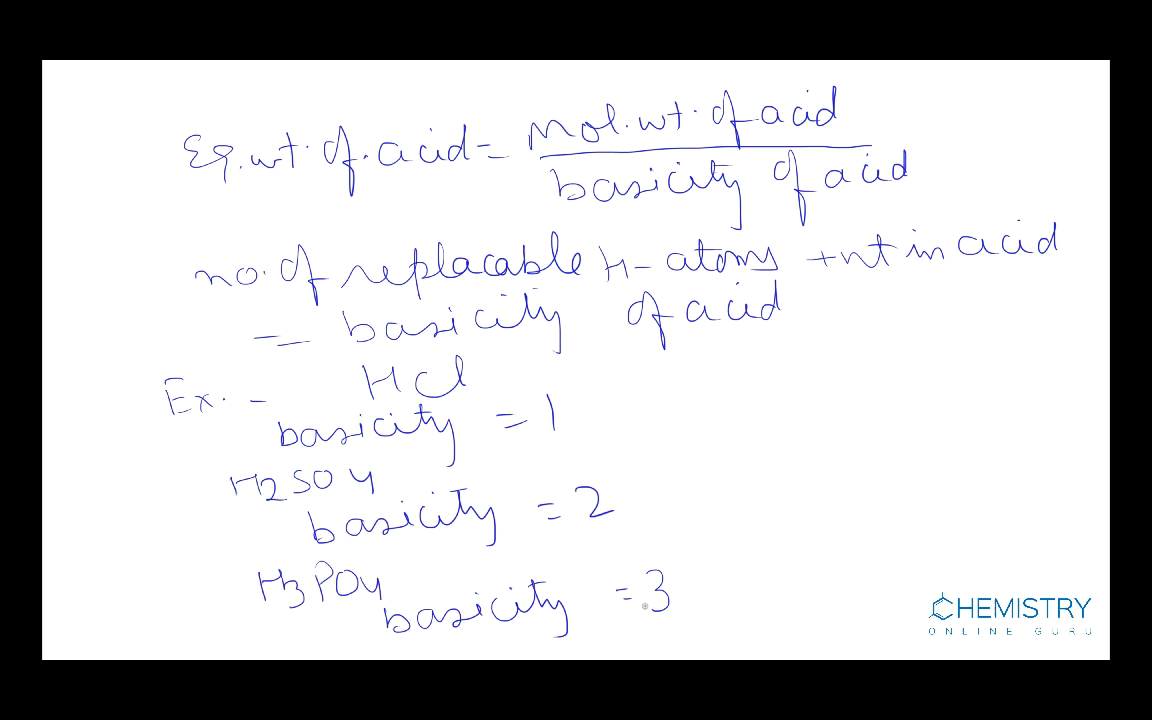 Eq.wt.of.acid = mol.wt.of acid
basicity of acid
no.of replacable H-atoms +nt in acid
= basicity of acid
Ex. - HCl
basicity = 1
H2SO4
basicity = 2
H3PO4
basicity = 3
CHEMISTRY
ONLINE GURU